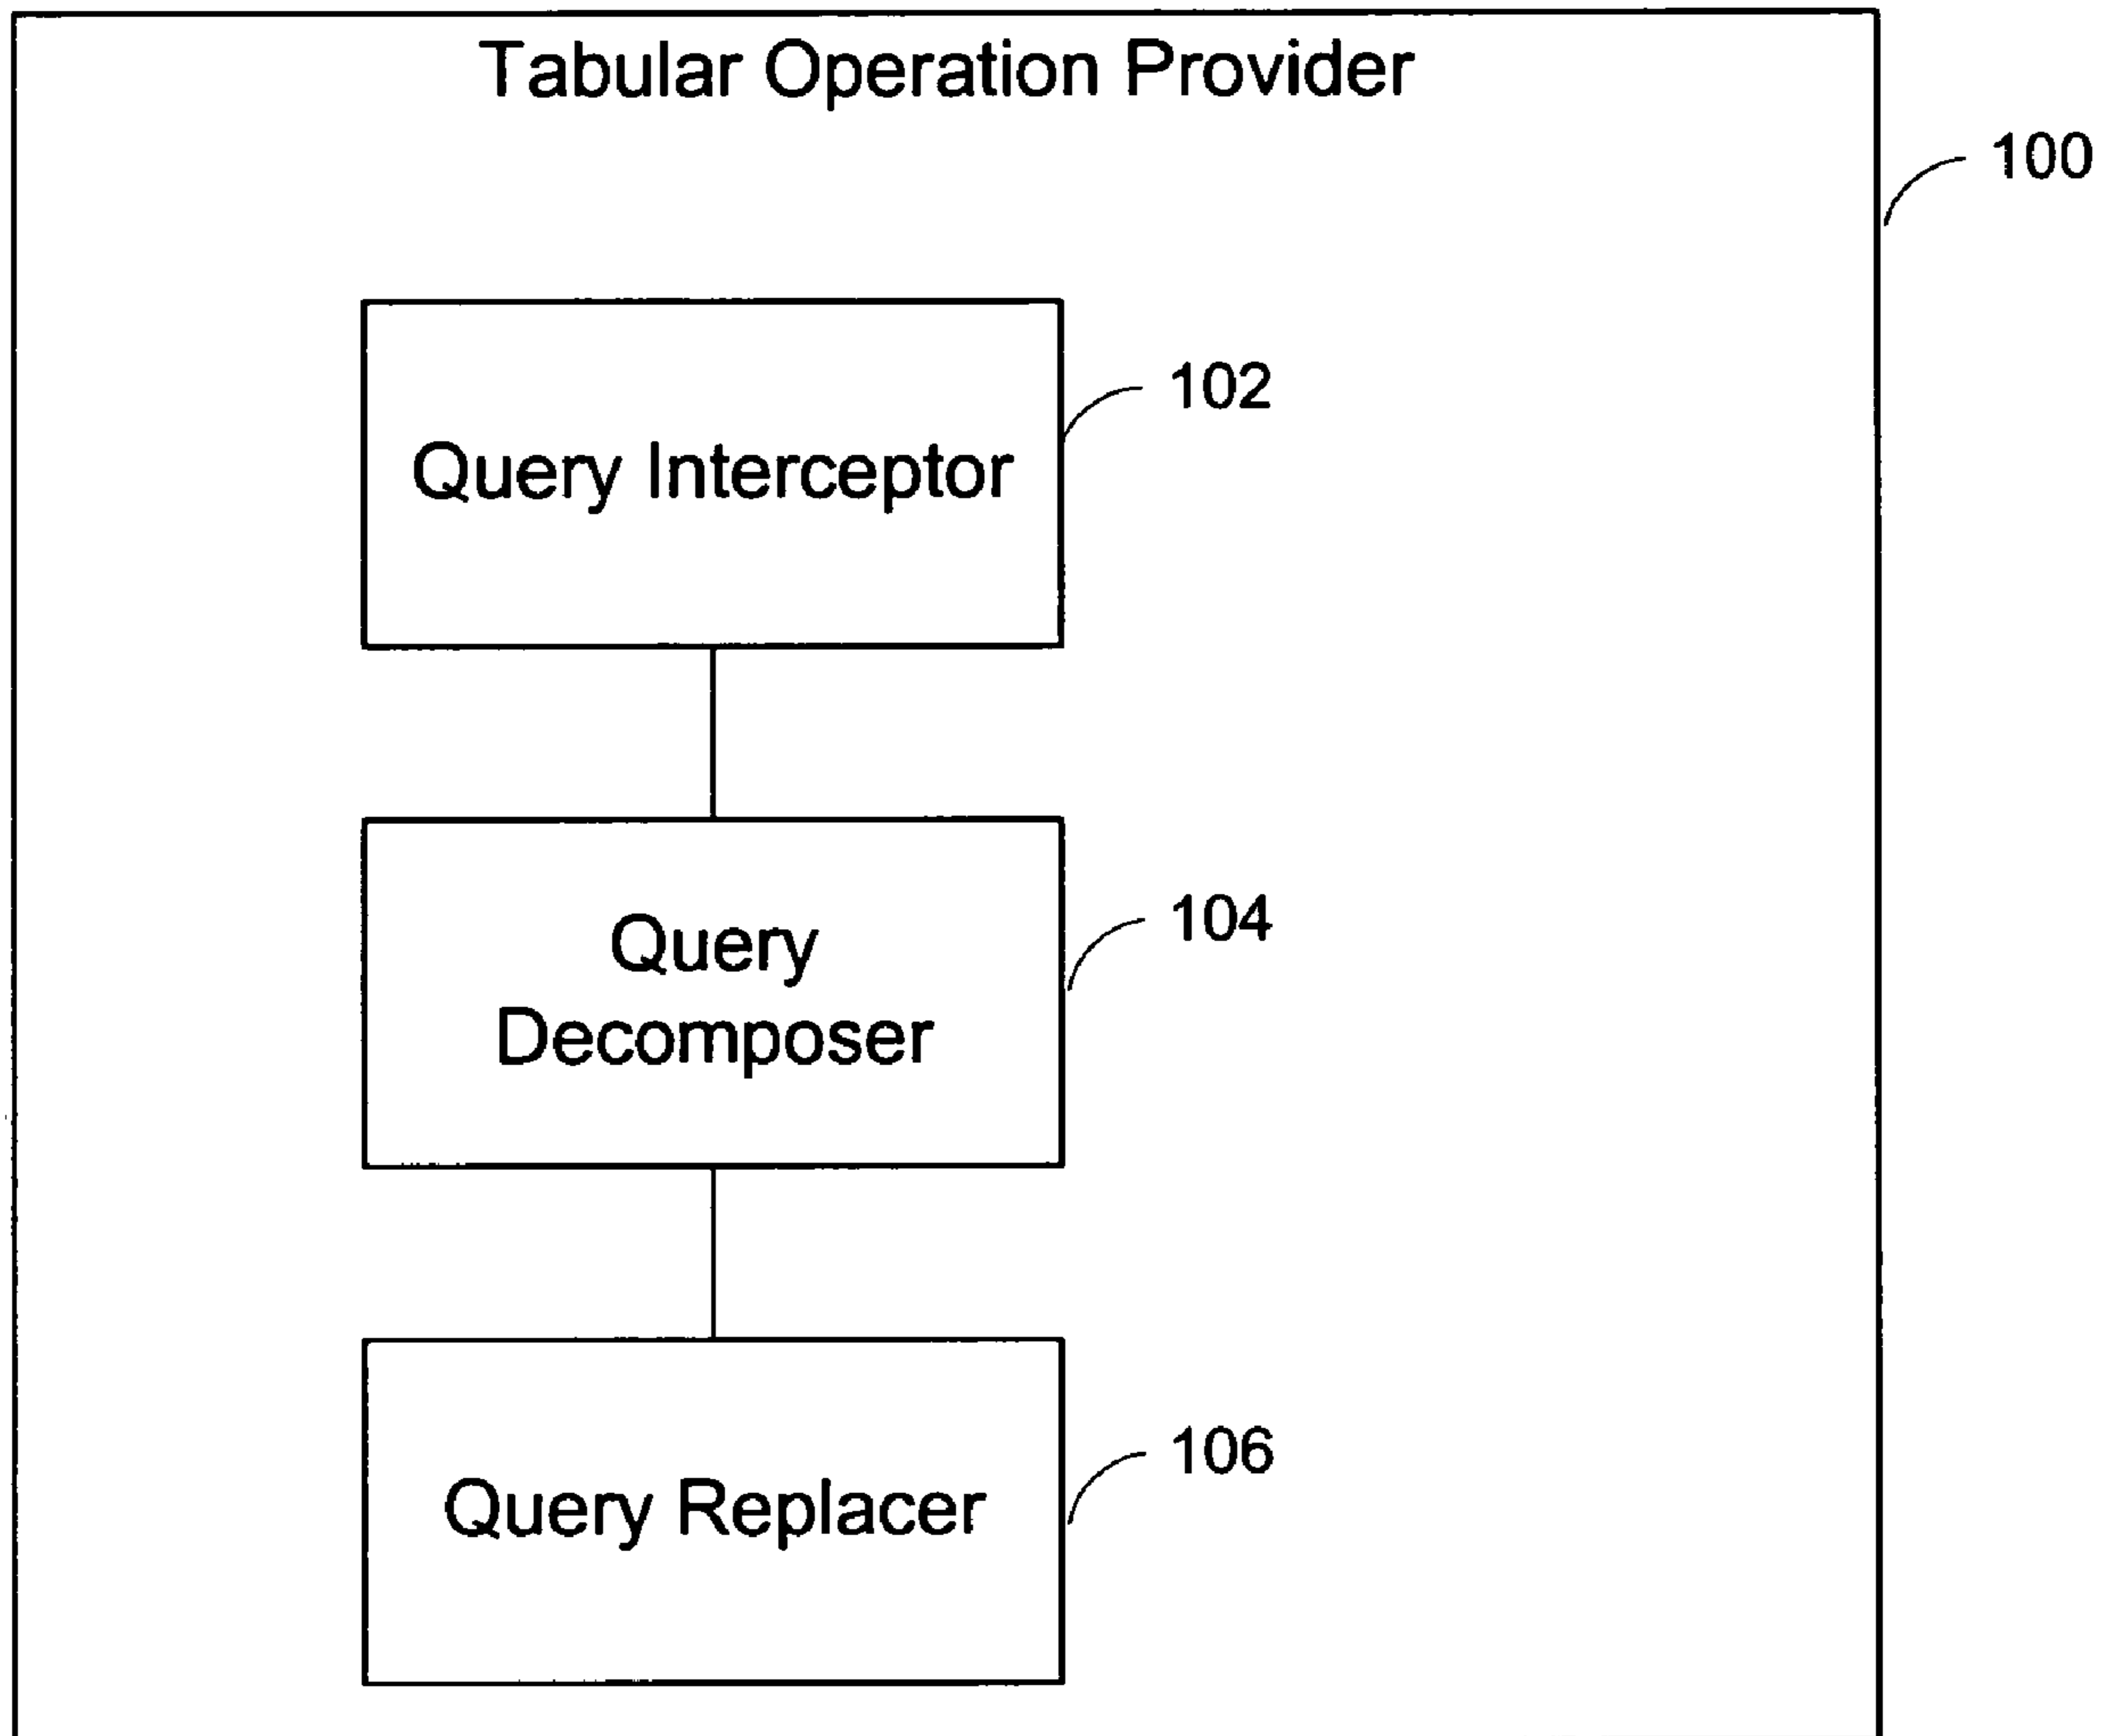 Tabular Operation Provider
100
102
Query Interceptor
104
Query
Decomposer
106
Query Replacer